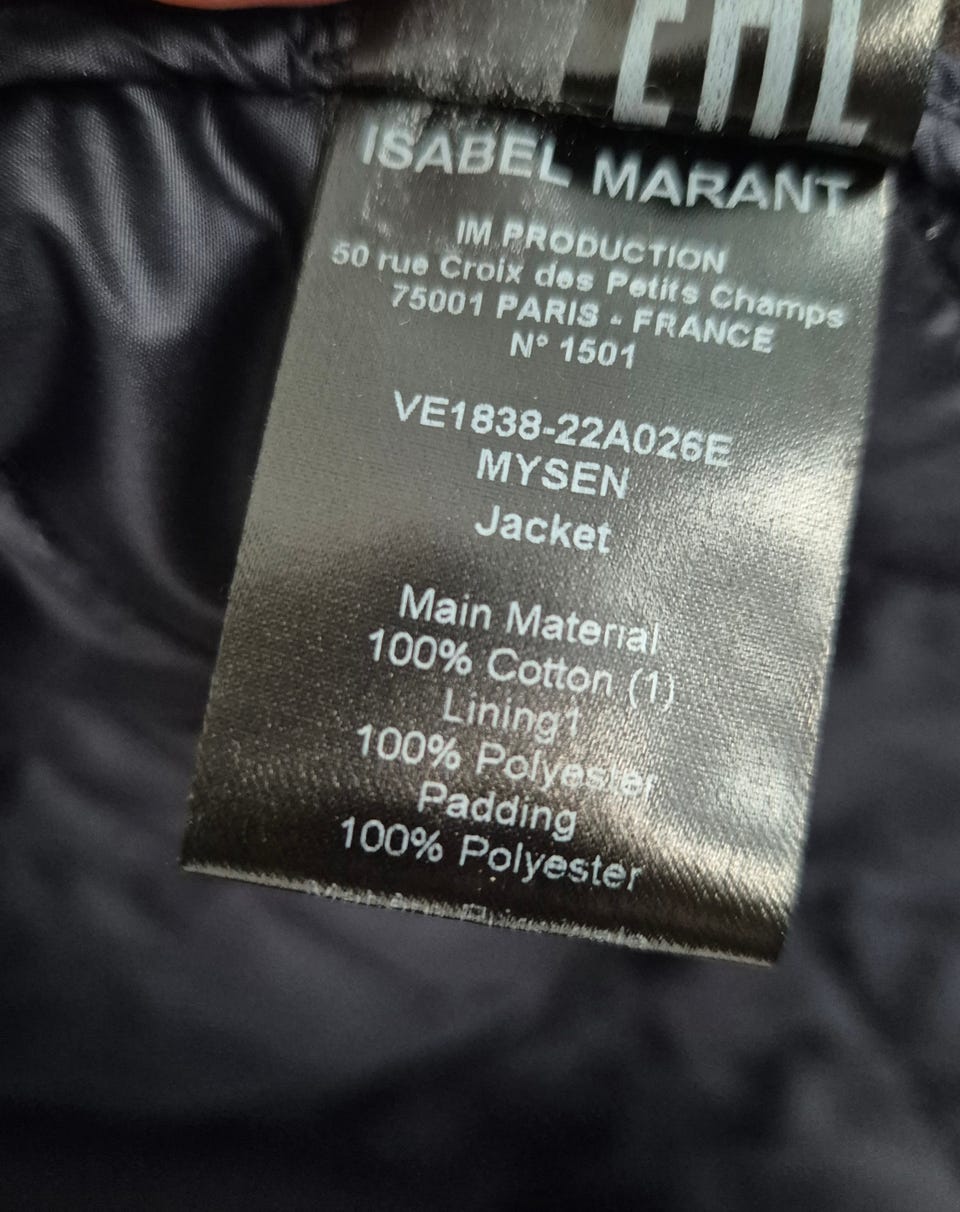 EAC
ISABEL MARANT
IM PRODUCTION
50 rue Croix des Petits Champs
75001 PARIS - FRANCE
N° 1501
VE1838-22A026E
MYSEN
Jacket
Main Material
100% Cotton (1)
Lining1
100% Polyester
Padding
100% Polyester